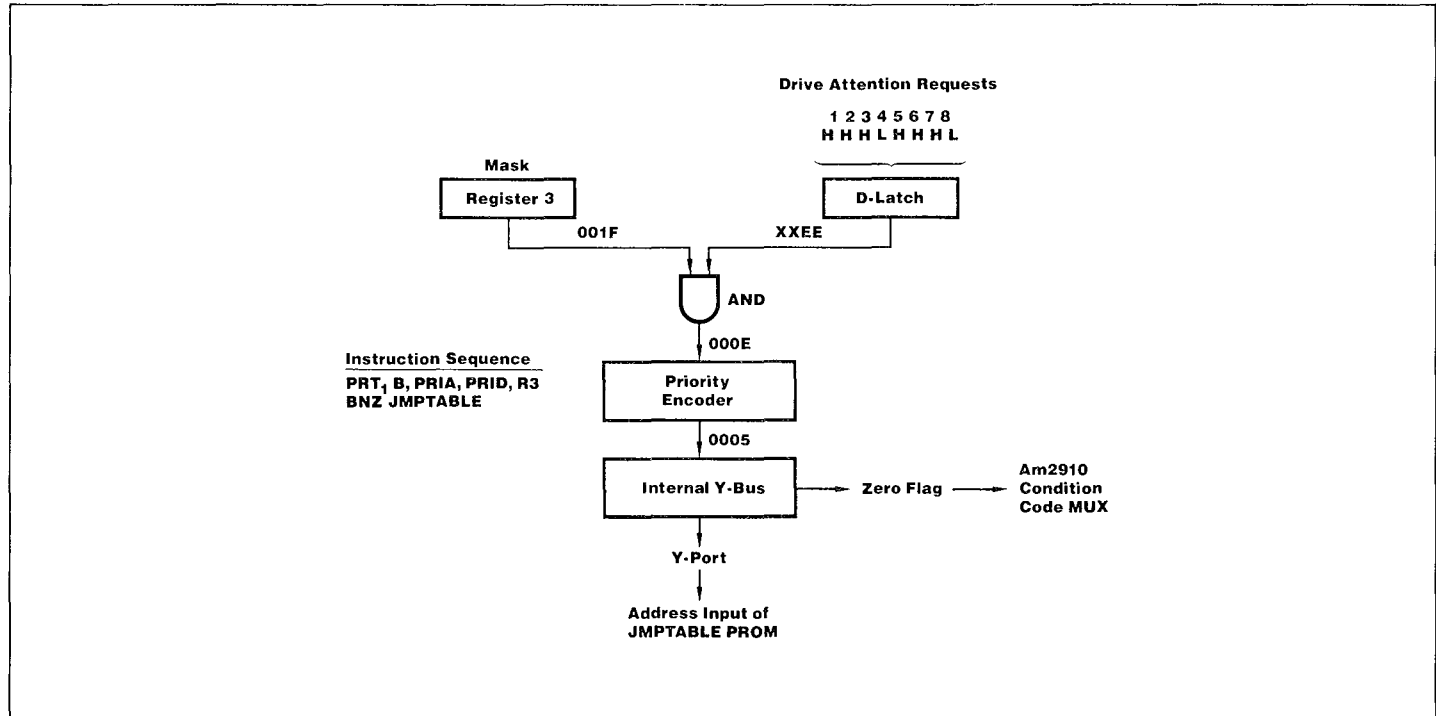 Drive Attention Requests
1 2 3 4 5 6 7 8
H H H L H H H L
Mask
Register 3
D-Latch
001F
XXEE
AND
000E
Instruction Sequence
PRT₁ B, PRIA, PRID, R3
BNZ JMPTABLE
Priority
Encoder
0005
Internal Y-Bus
Zero Flag
Am2910
Condition
Code MUX
Y-Port
Address Input of
JMPTABLE PROM